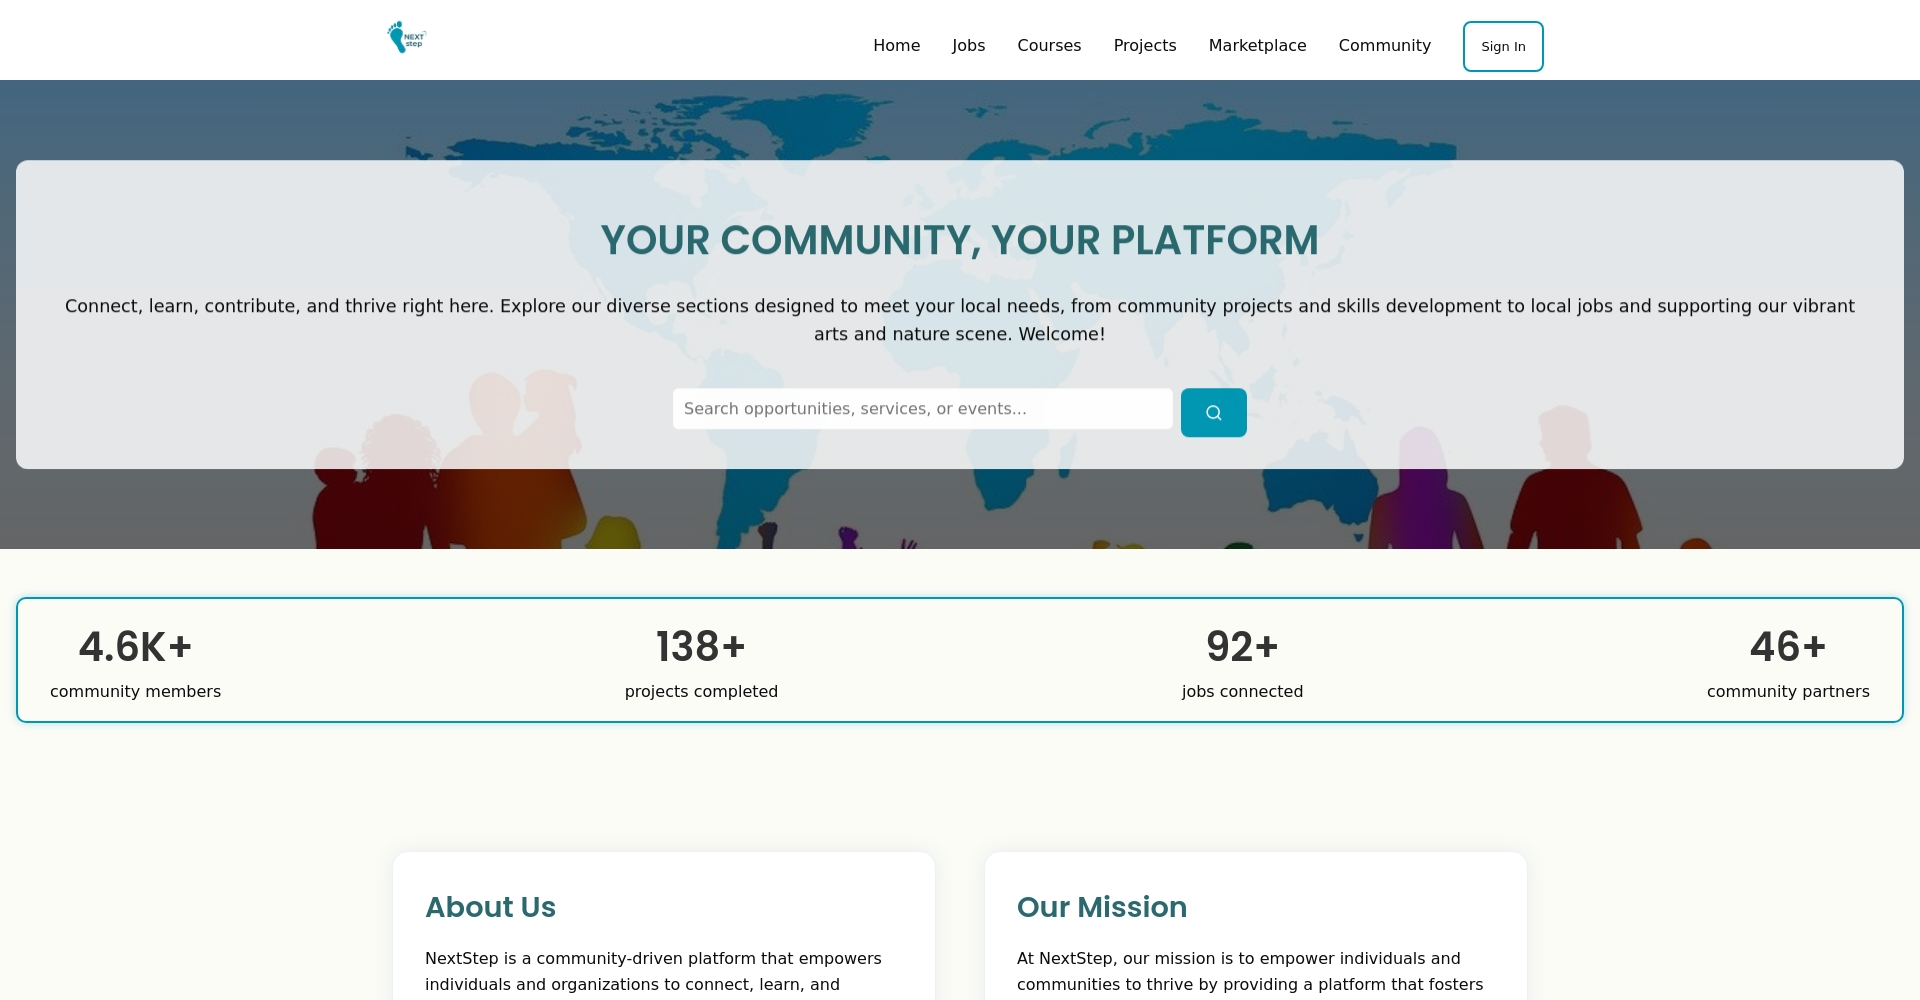 NEXT
step
Home
Jobs
Courses
Projects
Marketplace
Community
Sign In
YOUR COMMUNITY, YOUR PLATFORM
Connect, learn, contribute, and thrive right here. Explore our diverse sections designed to meet your local needs, from community projects and skills development to local jobs and supporting our vibrant
arts and nature scene. Welcome!
Search opportunities, services, or events...
4.6K+
community members
138+
projects completed
92+
jobs connected
46+
community partners
About Us
NextStep is a community-driven platform that empowers
individuals and organizations to connect, learn, and
Our Mission
At NextStep, our mission is to empower individuals and
communities to thrive by providing a platform that fosters